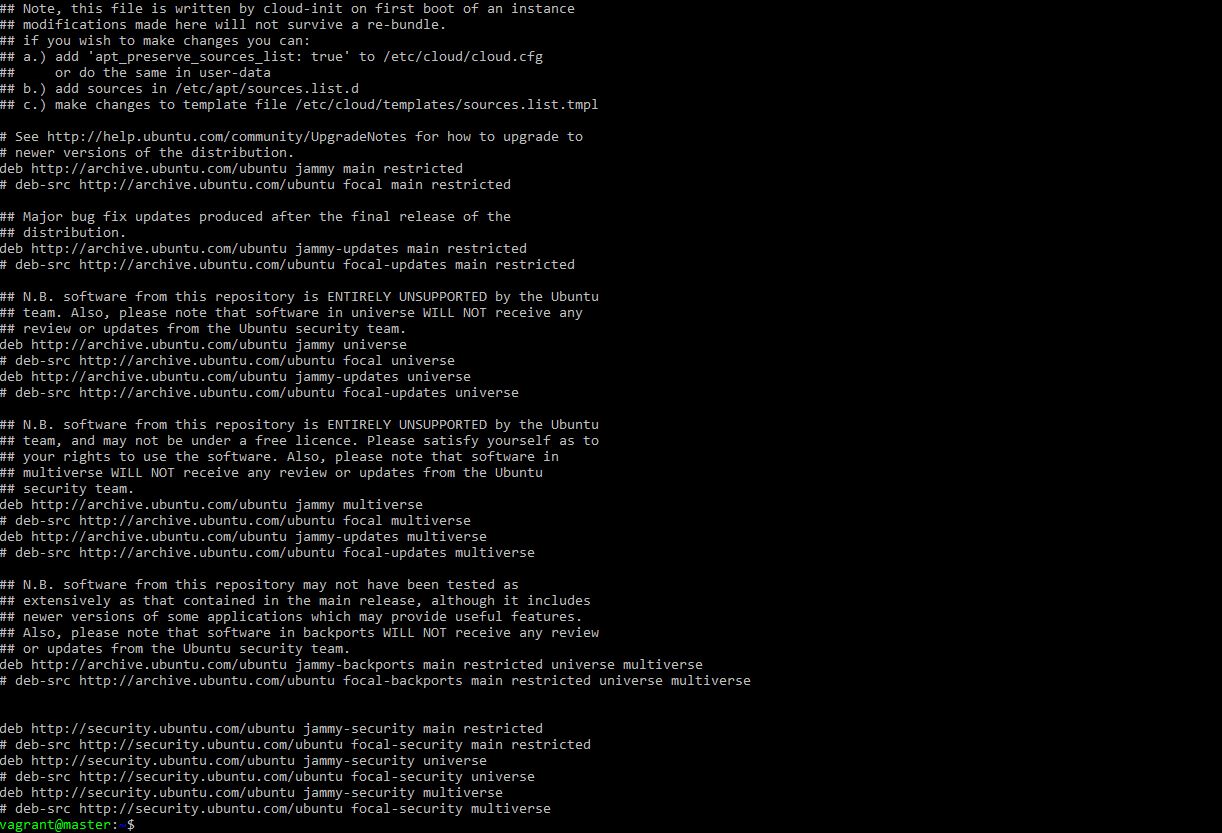 ## Note, this file is written by cloud-init on first boot of an instance
## modifications made here will not survive a re-bundle.
## if you wish to make changes you can:
## a.) add 'apt_preserve_sources_list: true' to /etc/cloud/cloud.cfg
##     or do the same in user-data
## b.) add sources in /etc/apt/sources.list.d
## c.) make changes to template file /etc/cloud/templates/sources.list.tmpl

# See http://help.ubuntu.com/community/UpgradeNotes for how to upgrade to
# newer versions of the distribution.
deb http://archive.ubuntu.com/ubuntu jammy main restricted
# deb-src http://archive.ubuntu.com/ubuntu focal main restricted

## Major bug fix updates produced after the final release of the
## distribution.
deb http://archive.ubuntu.com/ubuntu jammy-updates main restricted
# deb-src http://archive.ubuntu.com/ubuntu focal-updates main restricted

## N.B. software from this repository is ENTIRELY UNSUPPORTED by the Ubuntu
## team. Also, please note that software in universe WILL NOT receive any
## review or updates from the Ubuntu security team.
deb http://archive.ubuntu.com/ubuntu jammy universe
# deb-src http://archive.ubuntu.com/ubuntu focal universe
deb http://archive.ubuntu.com/ubuntu jammy-updates universe
# deb-src http://archive.ubuntu.com/ubuntu focal-updates universe

## N.B. software from this repository is ENTIRELY UNSUPPORTED by the Ubuntu
## team, and may not be under a free licence. Please satisfy yourself as to
## your rights to use the software. Also, please note that software in
## multiverse WILL NOT receive any review or updates from the Ubuntu
## security team.
deb http://archive.ubuntu.com/ubuntu jammy multiverse
# deb-src http://archive.ubuntu.com/ubuntu focal multiverse
deb http://archive.ubuntu.com/ubuntu jammy-updates multiverse
# deb-src http://archive.ubuntu.com/ubuntu focal-updates multiverse

## N.B. software from this repository may not have been tested as
## extensively as that contained in the main release, although it includes
## newer versions of some applications which may provide useful features.
## Also, please note that software in backports WILL NOT receive any review
## or updates from the Ubuntu security team.
deb http://archive.ubuntu.com/ubuntu jammy-backports main restricted universe multiverse
# deb-src http://archive.ubuntu.com/ubuntu focal-backports main restricted universe multiverse


deb http://security.ubuntu.com/ubuntu jammy-security main restricted
# deb-src http://security.ubuntu.com/ubuntu focal-security main restricted
deb http://security.ubuntu.com/ubuntu jammy-security universe
# deb-src http://security.ubuntu.com/ubuntu focal-security universe
deb http://security.ubuntu.com/ubuntu jammy-security multiverse
# deb-src http://security.ubuntu.com/ubuntu focal-security multiverse
vagrant@master:~$